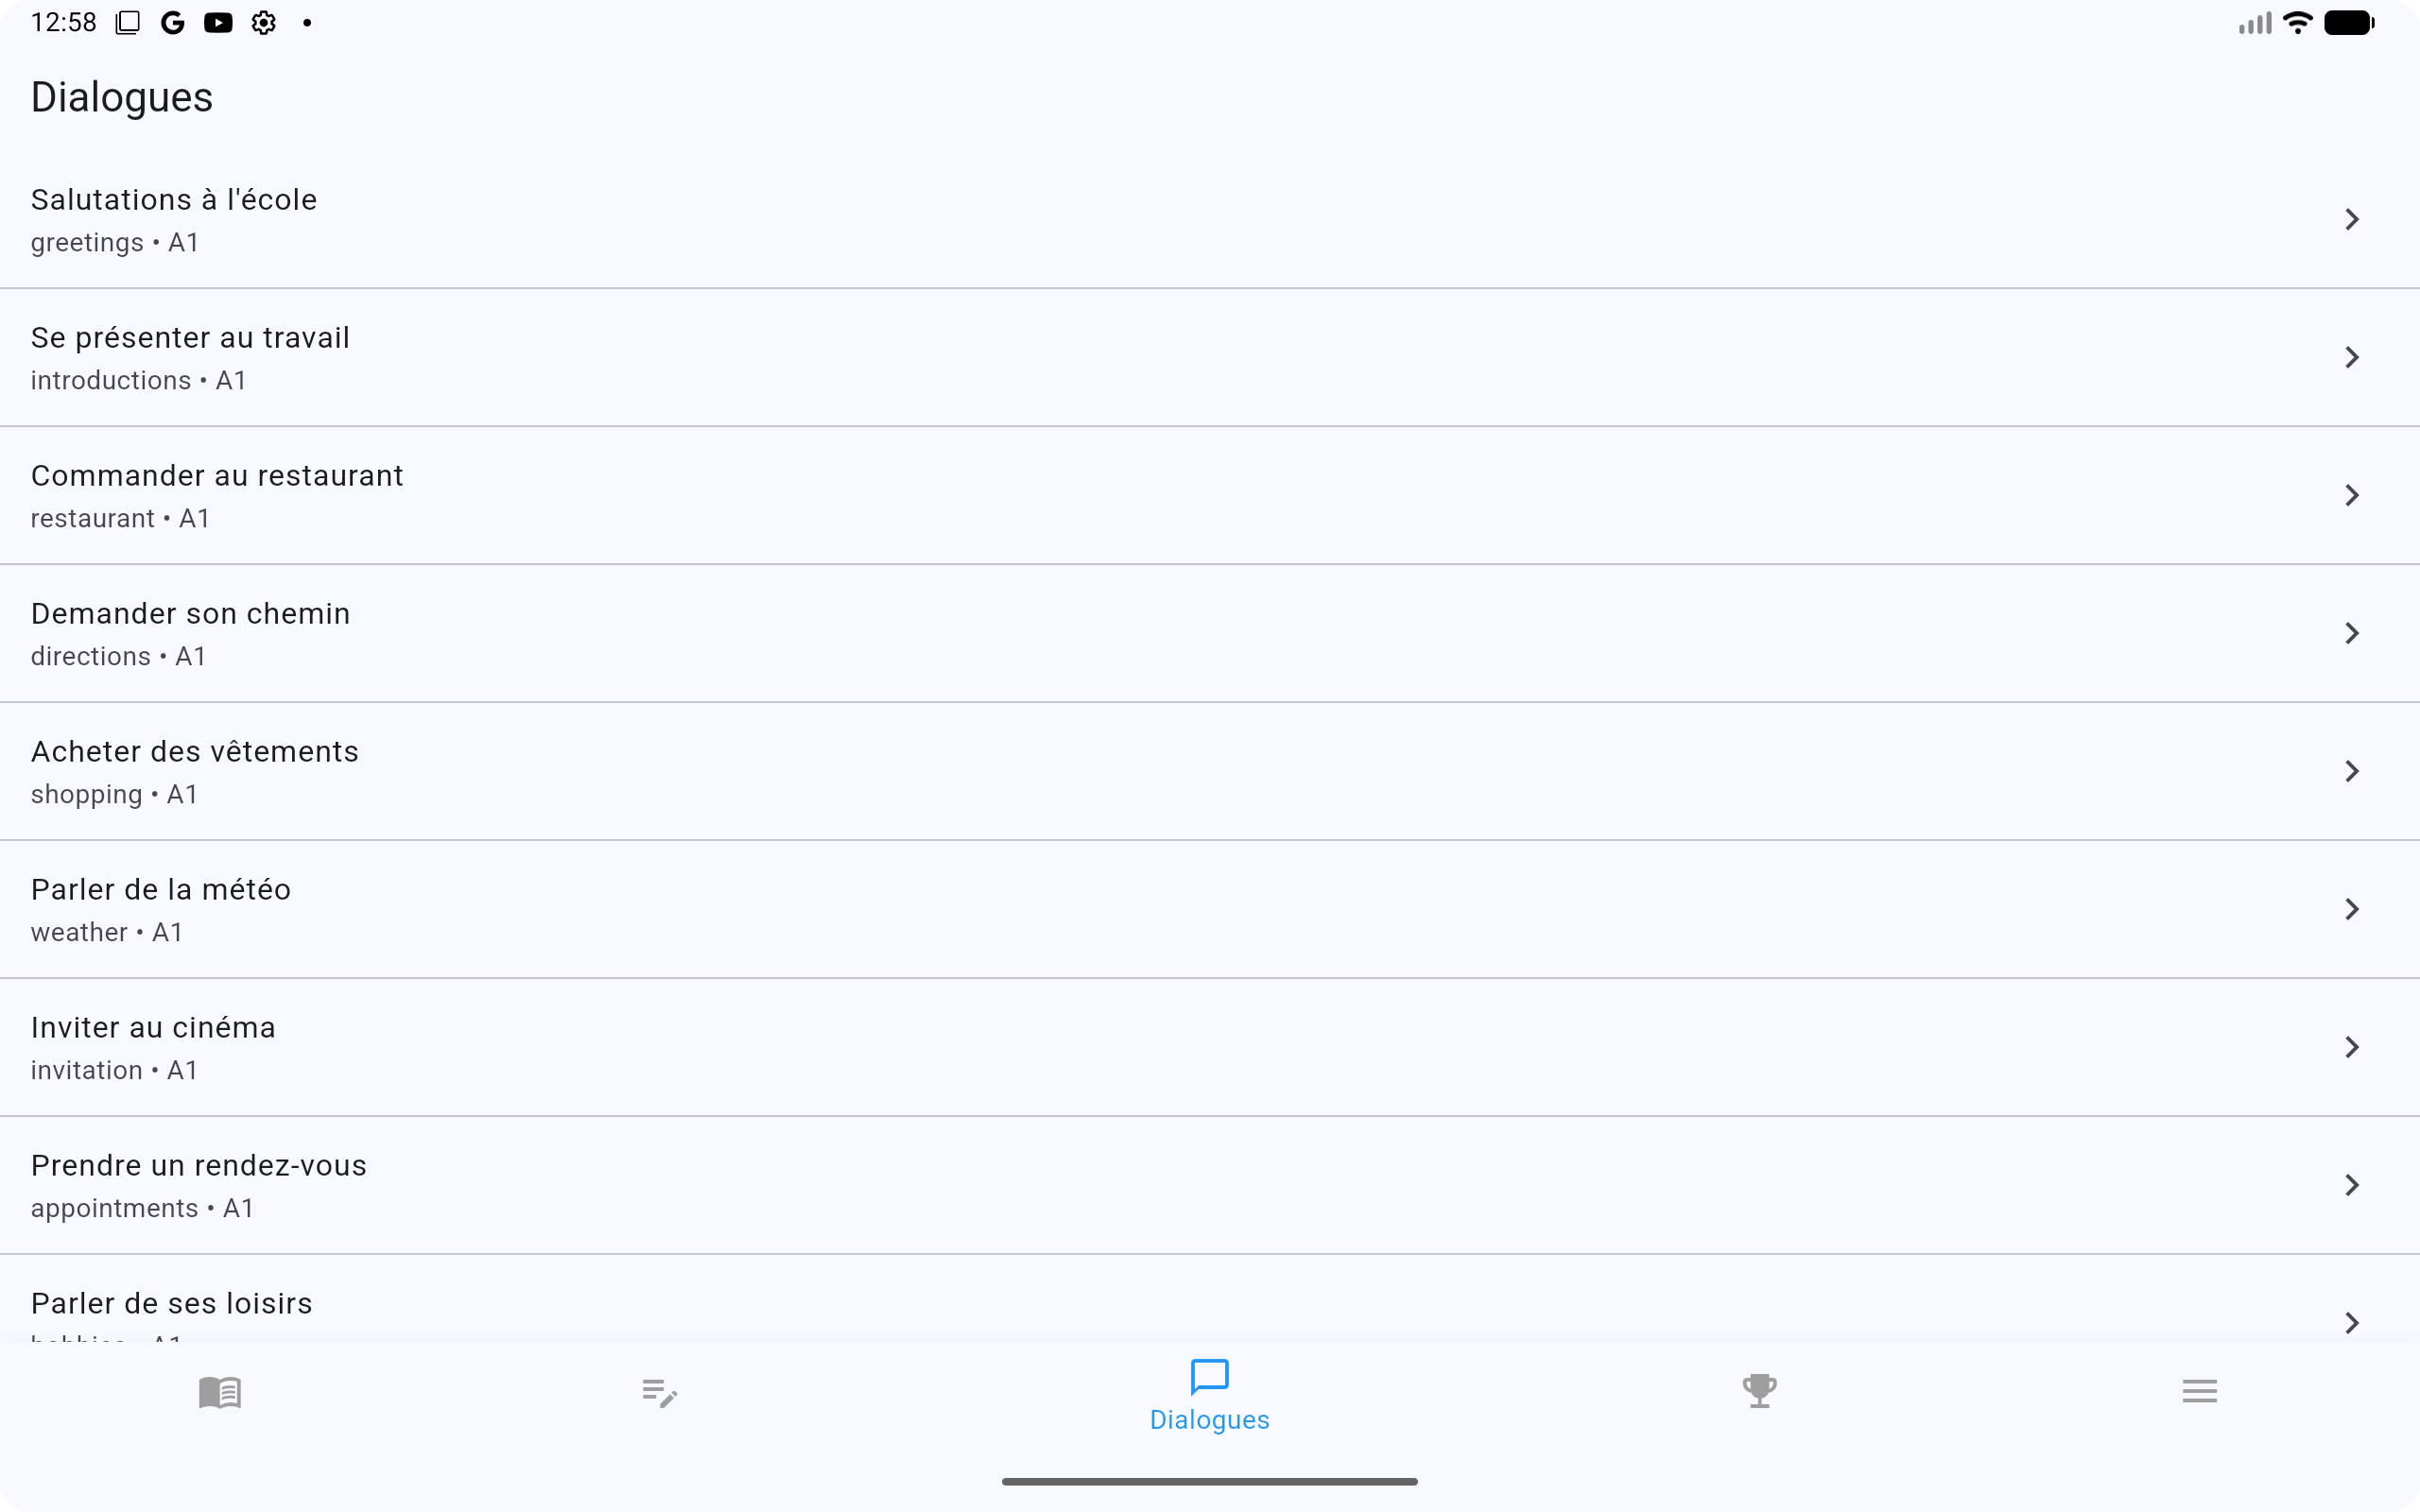 12:58
Dialogues
Salutations à l'école
greetings • A1
Se présenter au travail
introductions • A1
Commander au restaurant
restaurant • A1
Demander son chemin
directions • A1
Acheter des vêtements
shopping • A1
Parler de la météo
weather • A1
Inviter au cinéma
invitation • A1
Prendre un rendez-vous
appointments • A1
Parler de ses loisirs
Dialogues